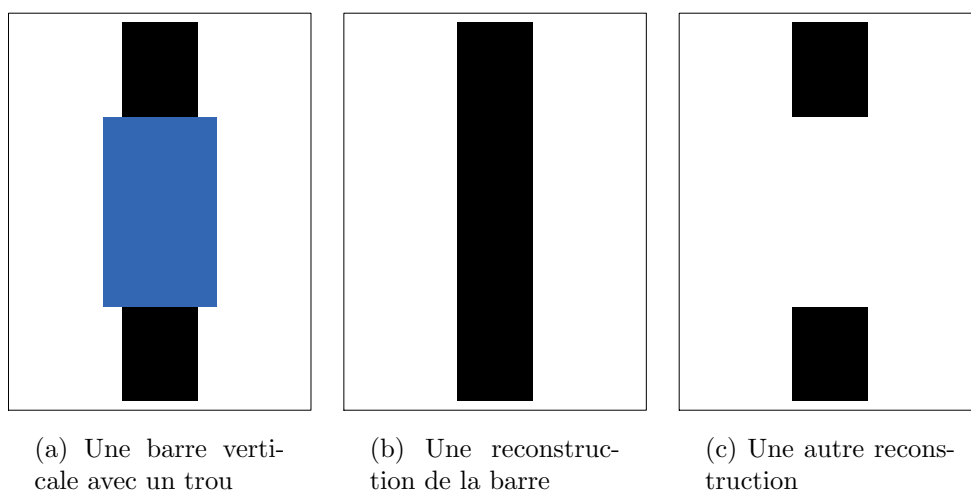 (a) Une barre verti-
cale avec un trou
(b) Une reconstruc-
tion de la barre
(c) Une autre recons-
truction